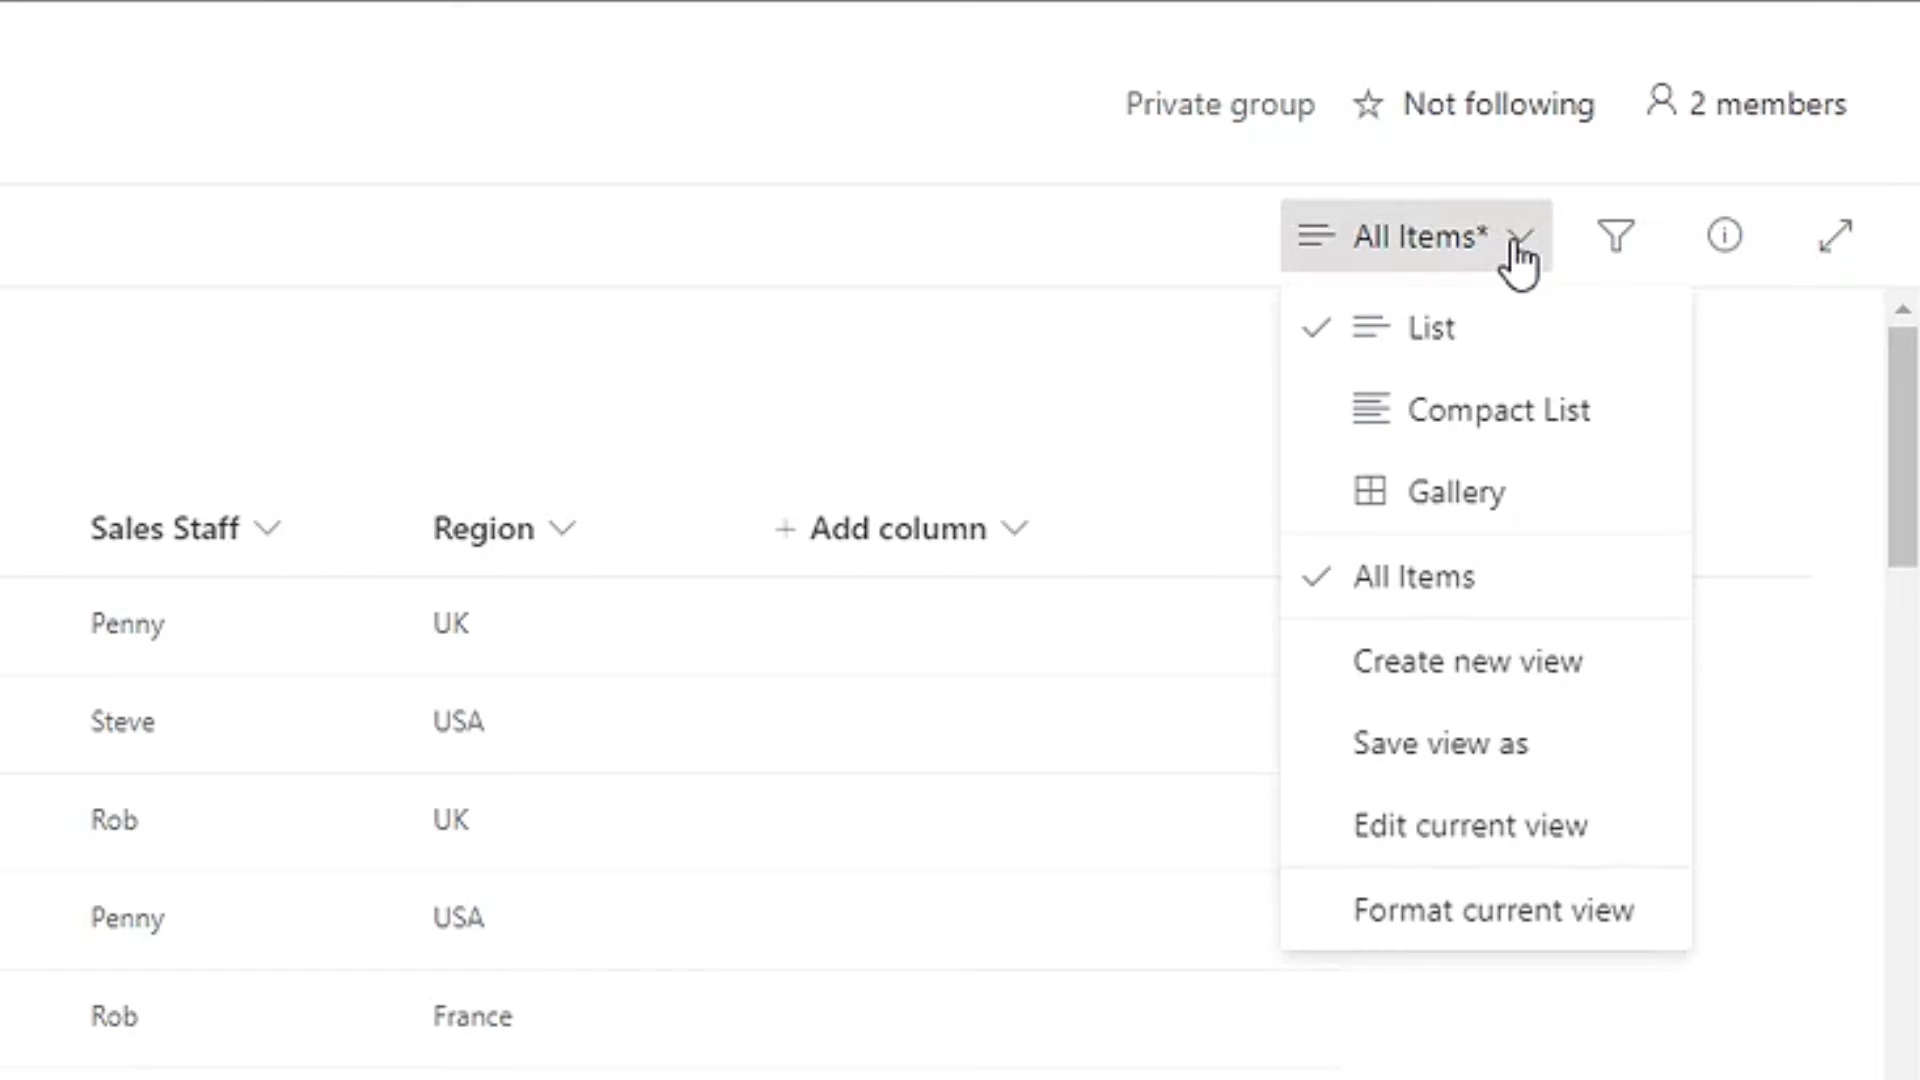 Private group Not following 2 members
All Items*
List
Compact List
Gallery
All Items
Create new view
Save view as
Edit current view
Format current view
Sales Staff Region + Add column
Penny UK
Steve USA
Rob UK
Penny USA
Rob France